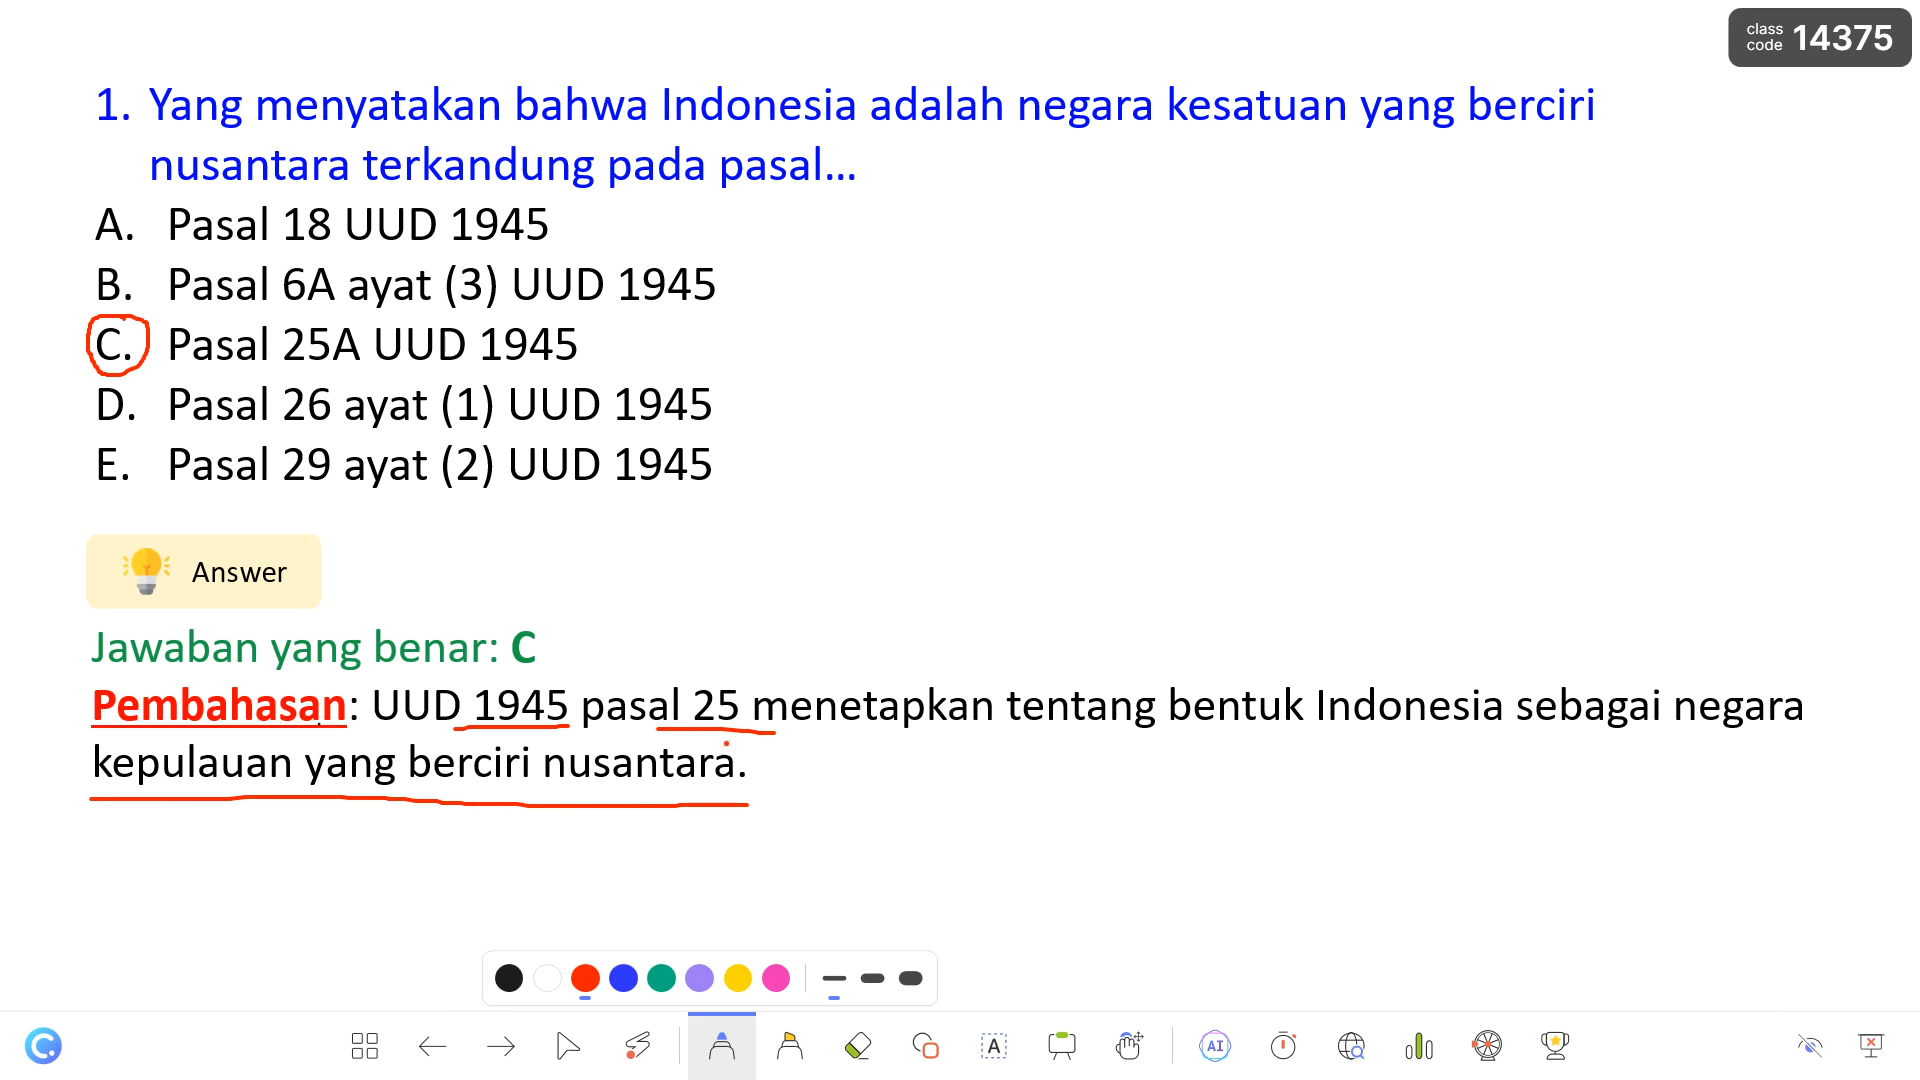 class
code 14375
1. Yang menyatakan bahwa Indonesia adalah negara kesatuan yang berciri
nusantara terkandung pada pasal...
A. Pasal 18 UUD 1945
B. Pasal 6A ayat (3) UUD 1945
C. Pasal 25A UUD 1945
D. Pasal 26 ayat (1) UUD 1945
E. Pasal 29 ayat (2) UUD 1945
Answer
Jawaban yang benar: C
Pembahasan: UUD 1945 pasal 25 menetapkan tentang bentuk Indonesia sebagai negara
kepulauan yang berciri nusantara.
A
AI